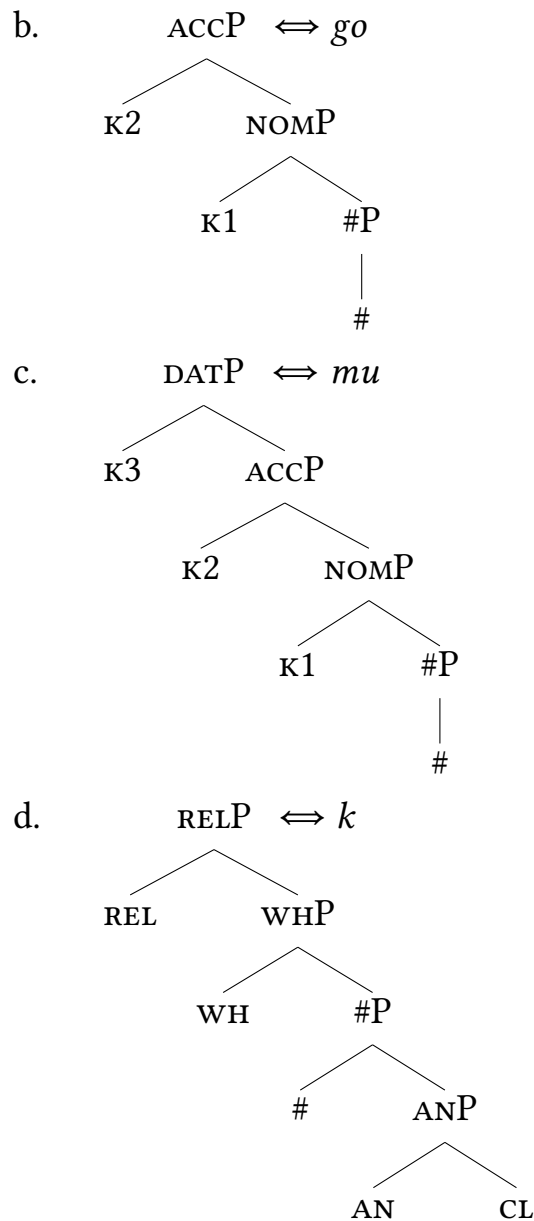 b. ACCP ⇔ go
K2 NOMP
K1 #P
#
c. DATP ⇔ mu
K3 ACCP
K2 NOMP
K1 #P
#
d. RELP ⇔ k
REL WHP
WH #P
# ANP
AN CL